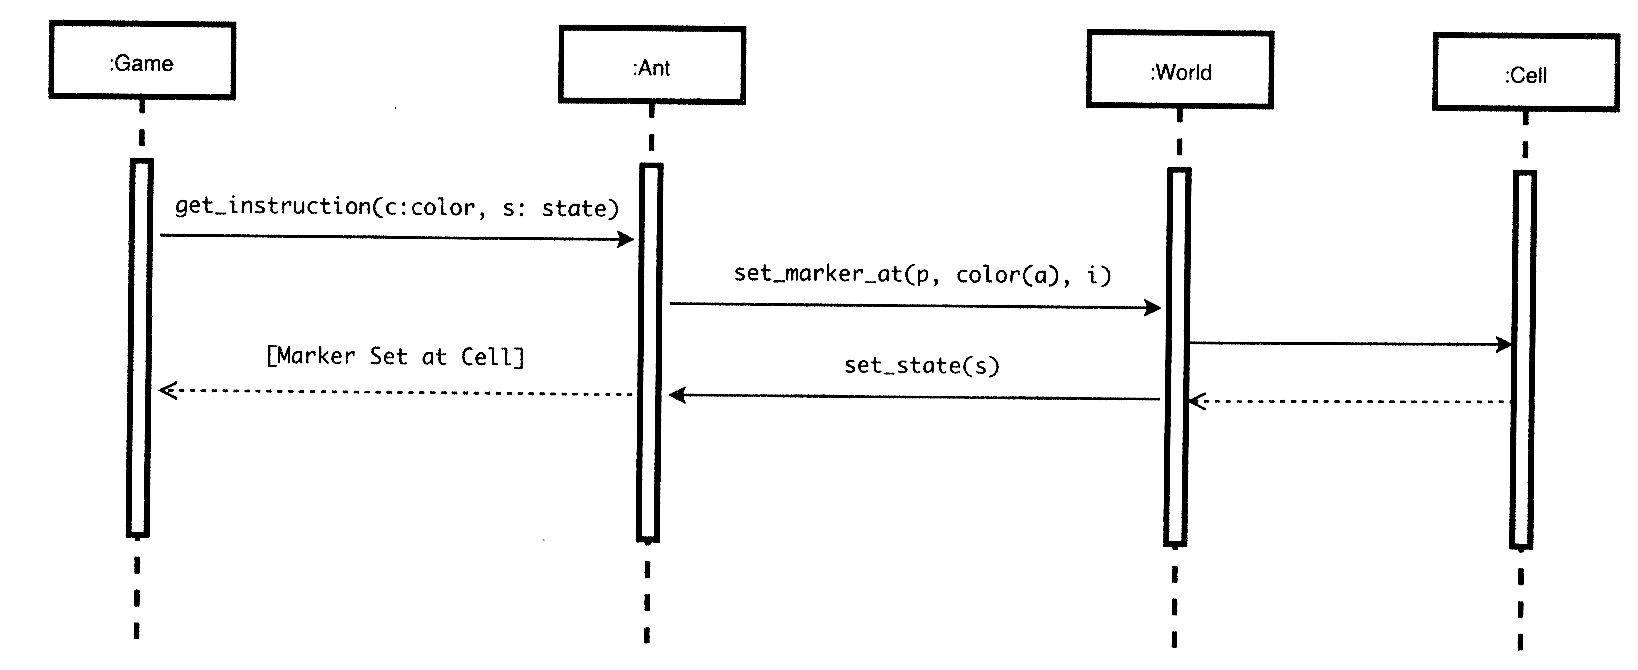 :Game
:Ant
:World
:Cell
get_instruction(c:color, s: state)
set_marker_at(p, color(a), i)
[Marker Set at Cell]
set_state(s)